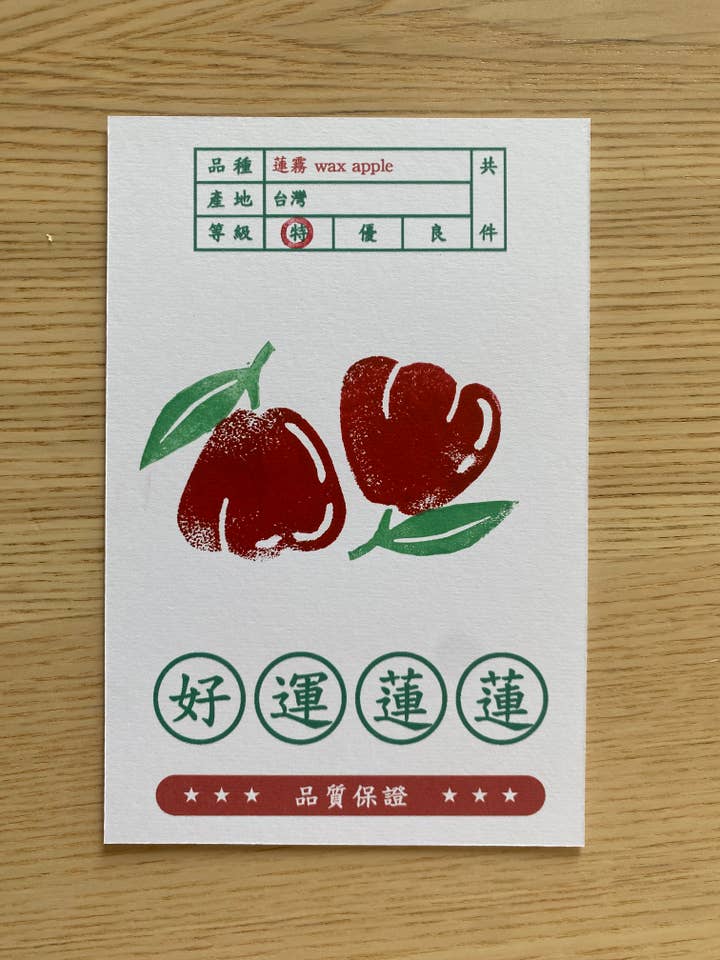 品種 蓮霧 wax apple 共
產地 台灣
等級 特 優 良 件
好運蓮蓮
★ ★ ★ 品質保證 ★ ★ ★